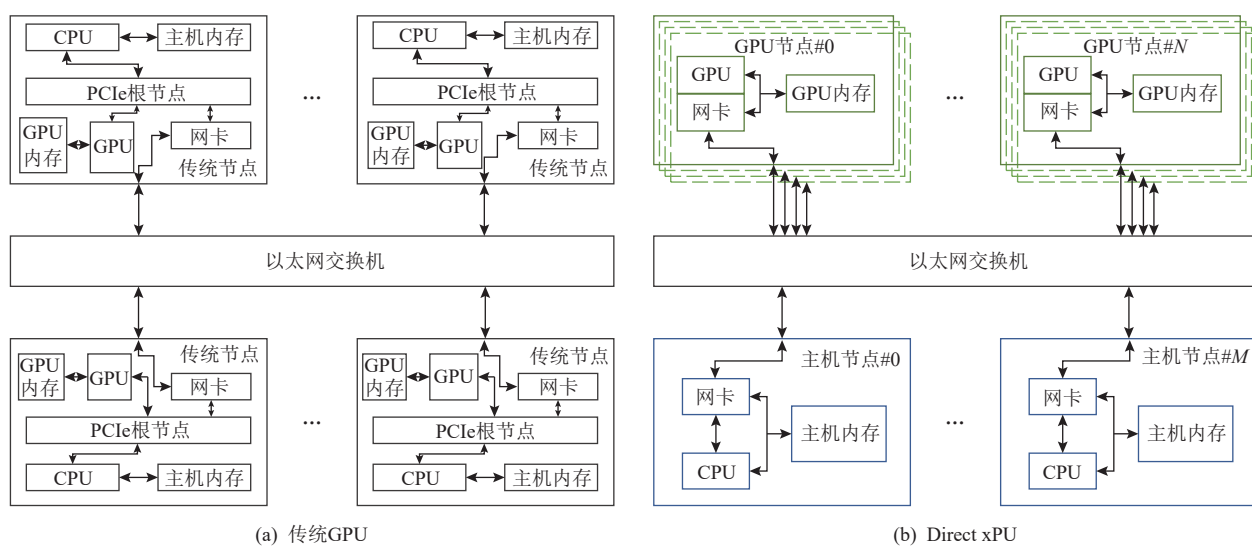 CPU
主机内存
PCIe根节点
GPU
内存
GPU
网卡
传统节点
...
CPU
主机内存
PCIe根节点
GPU
内存
GPU
网卡
传统节点
以太网交换机
传统节点
GPU
内存
GPU
网卡
PCIe根节点
CPU
主机内存
...
传统节点
GPU
内存
GPU
网卡
PCIe根节点
CPU
主机内存
(a) 传统GPU
GPU节点#0
GPU
网卡
GPU内存
...
GPU节点#N
GPU
网卡
GPU内存
以太网交换机
主机节点#0
网卡
主机内存
CPU
...
主机节点#M
网卡
主机内存
CPU
(b) Direct xPU